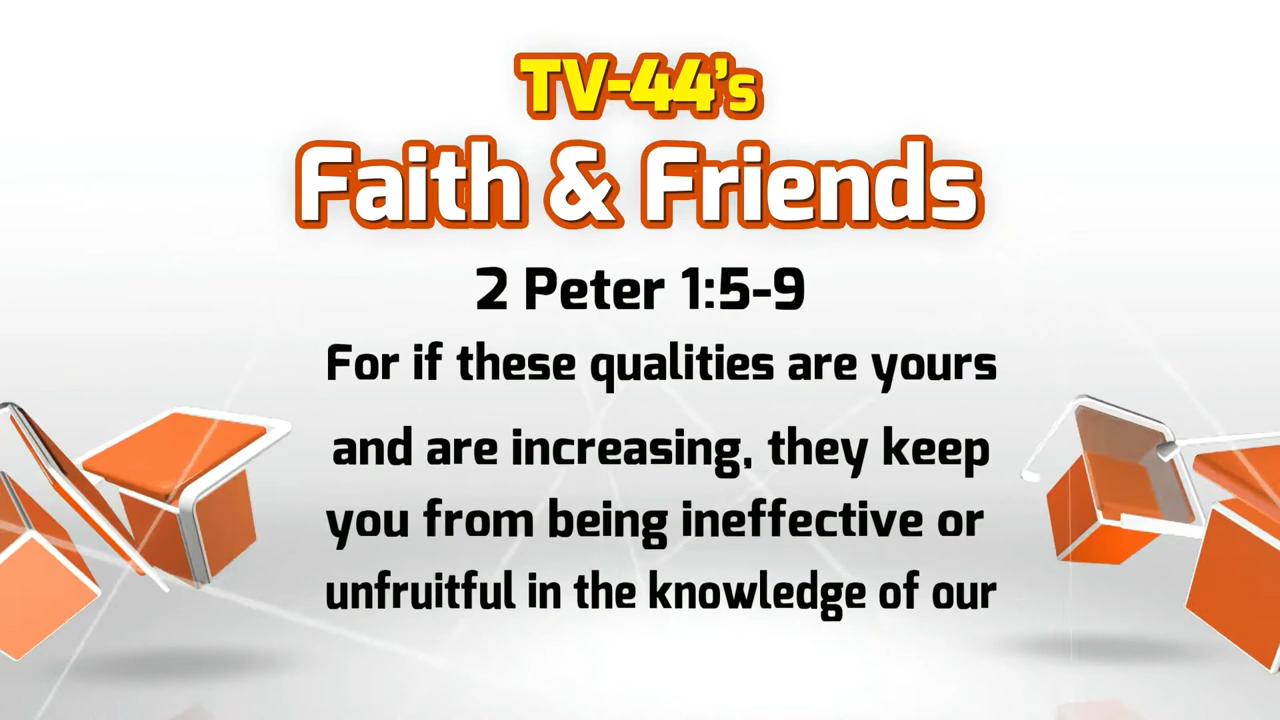 TV-44's
Faith & Friends
2 Peter 1:5-9
For if these qualities are yours
and are increasing, they keep
you from being ineffective or
unfruitful in the knowledge of our